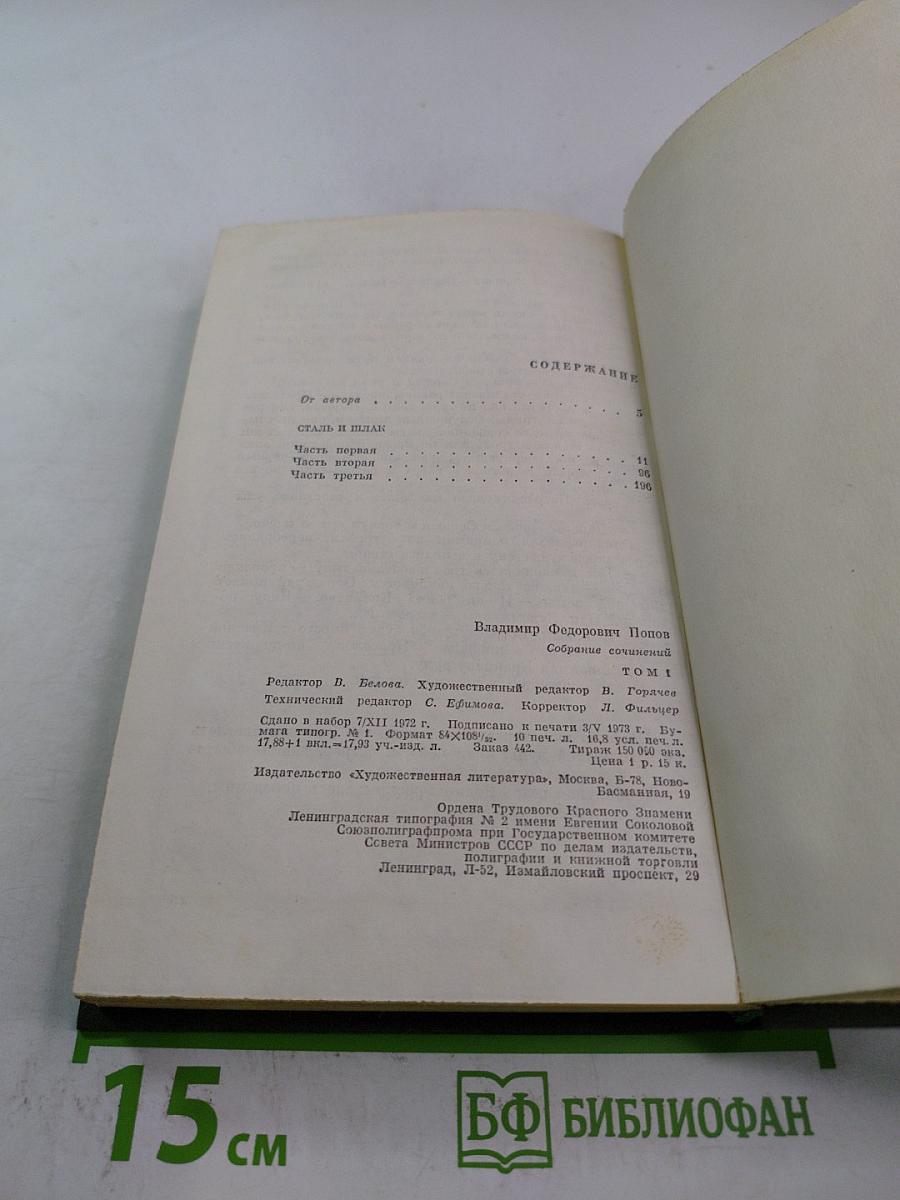 СОДЕРЖАНИЕ
От автора . . . . . . . . . . . . . . . . . 5
СТАЛЬ И ШЛАК
Часть первая . . . . . . . . . . . . . . . . 11
Часть вторая . . . . . . . . . . . . . . . . 96
Часть третья . . . . . . . . . . . . . . . . 196
Владимир Федорович Попов
Собрание сочинений
ТОМ 1
Редактор В. Белова. Художественный редактор В. Горячев
Технический редактор С. Ефимова. Корректор Л. Фильцер
Сдано в набор 7/XII 1972 г. Подписано к печати 3/V 1973 г. Бу-
мага типогр. № 1. Формат 84×108¹/₃₂. 10 печ. л. 16,8 усл. печ. л.
17,88+1 вкл.=17,93 уч.-изд. л. Заказ 442. Тираж 150 000 экз.
Цена 1 р. 15 к.
Издательство «Художественная литература», Москва, Б-78, Ново-
Басманная, 19
Ордена Трудового Красного Знамени
Ленинградская типография № 2 имени Евгении Соколовой
Союзполиграфпрома при Государственном комитете
Совета Министров СССР по делам издательств,
полиграфии и книжной торговли
Ленинград, Л-52, Измайловский проспект, 29
15 см
БФ БИБЛИОФАН